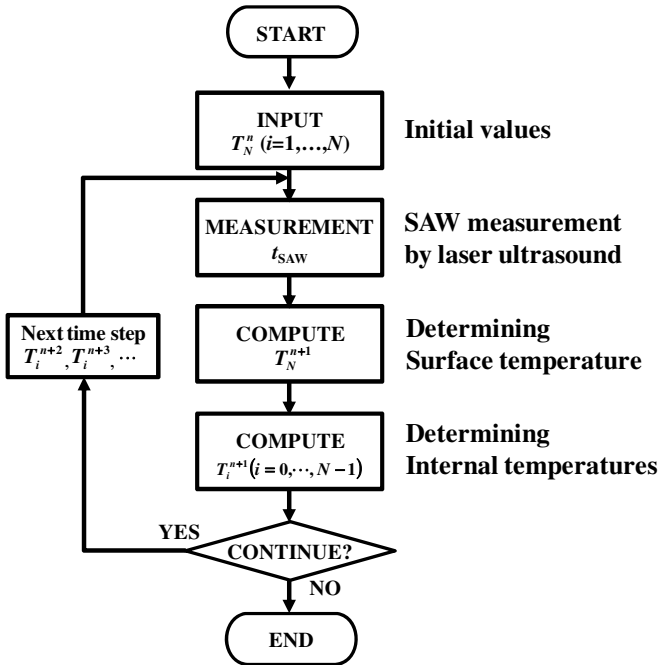 START
INPUT
T_N^n (i=1,…,N)
Initial values
MEASUREMENT
t_SAW
SAW measurement
by laser ultrasound
COMPUTE
T_N^{n+1}
Determining
Surface temperature
Next time step
T_i^{n+2}, T_i^{n+3}, ⋯
COMPUTE
T_i^{n+1}(i = 0,⋯, N − 1)
Determining
Internal temperatures
YES
CONTINUE?
NO
END